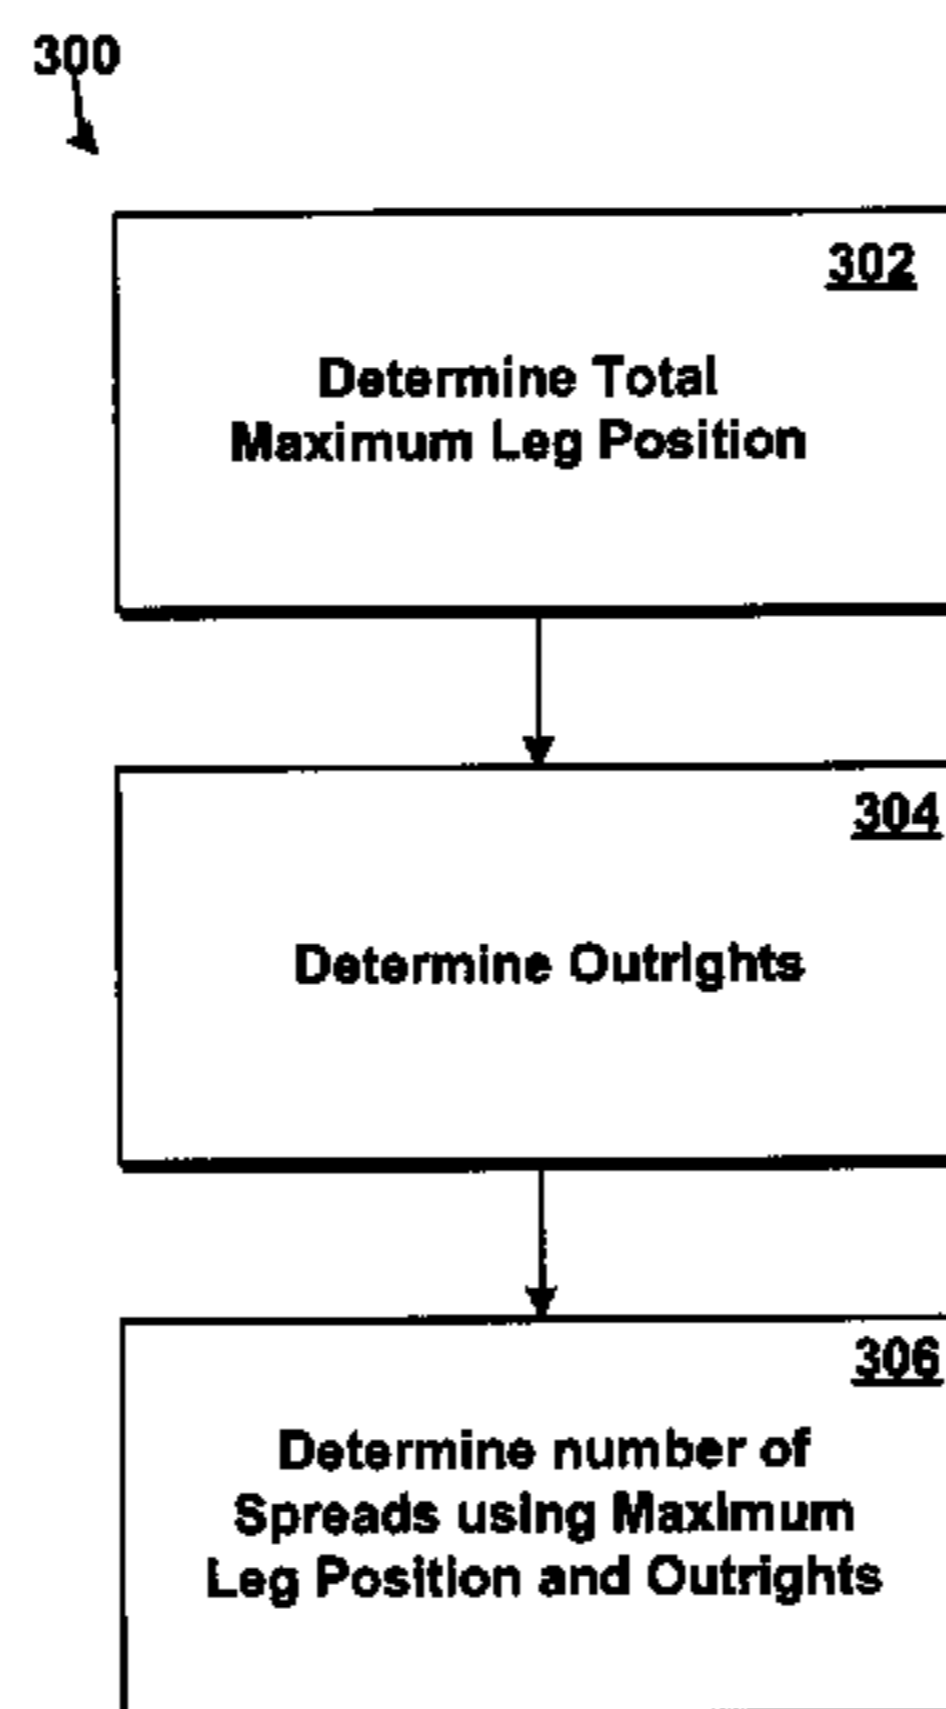 300
302
Determine Total
Maximum Leg Position
304
Determine Outrights
306
Determine number of
Spreads using Maximum
Leg Position and Outrights